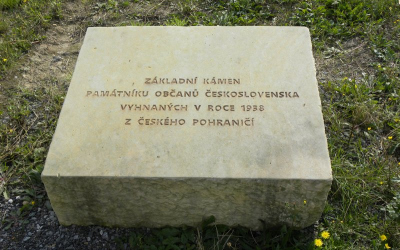 ZÁKLADNÍ KÁMEN
PAMÁTNÍKU OBČANŮ ČESKOSLOVENSKA
VYHNANÝCH V ROCE 1938
Z ČESKÉHO POHRANIČÍ